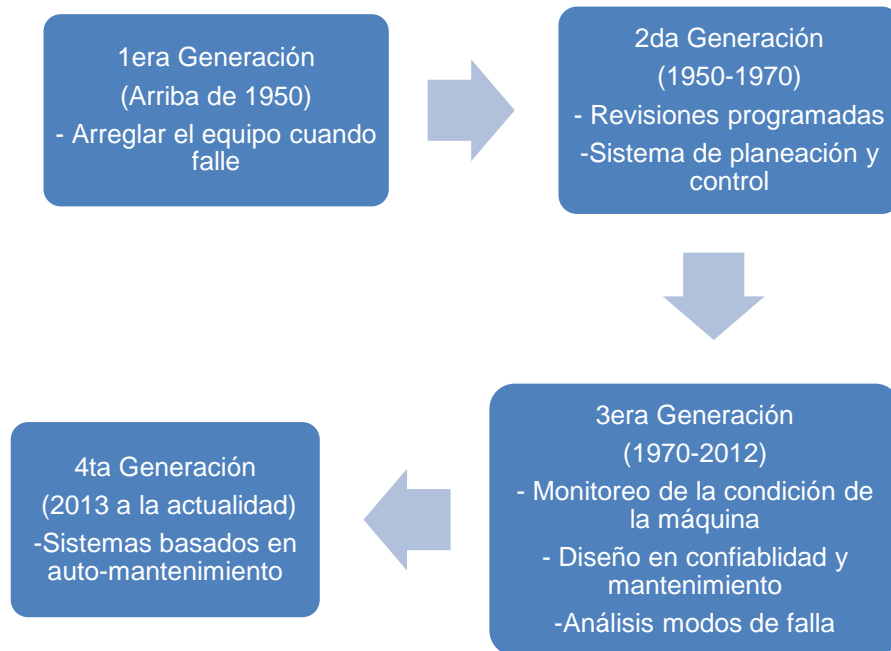 1era Generación
(Arriba de 1950)
- Arreglar el equipo cuando
falle
2da Generación
(1950-1970)
- Revisiones programadas
-Sistema de planeación y
control
3era Generación
(1970-2012)
- Monitoreo de la condición de
la máquina
- Diseño en confiablidad y
mantenimiento
-Análisis modos de falla
4ta Generación
(2013 a la actualidad)
-Sistemas basados en
auto-mantenimiento